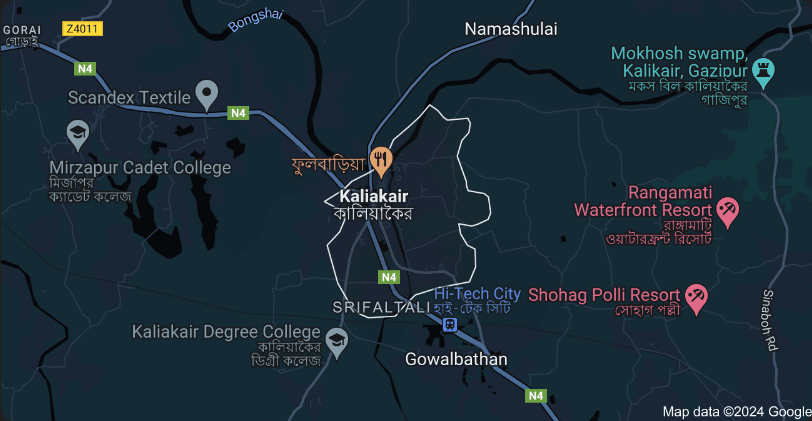 Bongshai
GORAI
গোড়াই
Z4011
Namashulai
N4
Mokhosh swamp,
Kalikair, Gazipur
মকস বিল কালিয়াকৈর
গাজিপুর
Scandex Textile
N4
Mirzapur Cadet College
মির্জাপুর
ক্যাডেট কলেজ
ফুলবাড়িয়া
Kaliakair
কালিয়াকৈর
Rangamati
Waterfront Resort
রাঙ্গামাটি
ওয়াটারফ্রন্ট রিসোর্ট
N4
Hi-Tech City
হাই-টেক সিটি
SRIFALTALI
Shohag Polli Resort
সোহাগ পল্লী
Sinaboh Rd
Kaliakair Degree College
কালিয়াকৈর
ডিগ্রী কলেজ
Gowalbathan
N4
Map data ©2024 Google